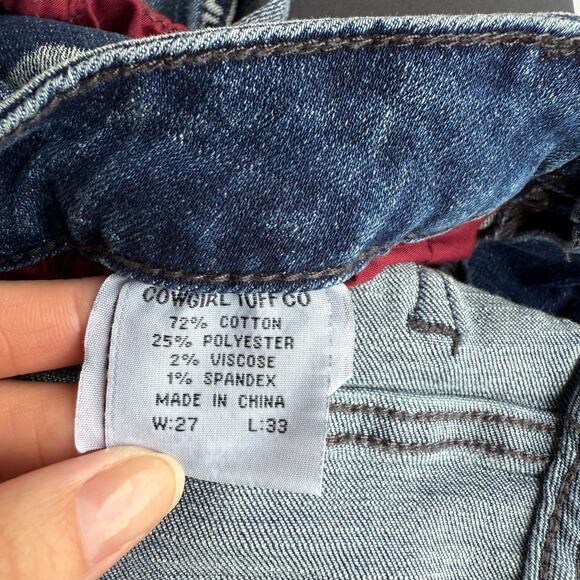 COWGIRL TUFF CO
72% COTTON
25% POLYESTER
2% VISCOSE
1% SPANDEX
MADE IN CHINA
W:27 L:33